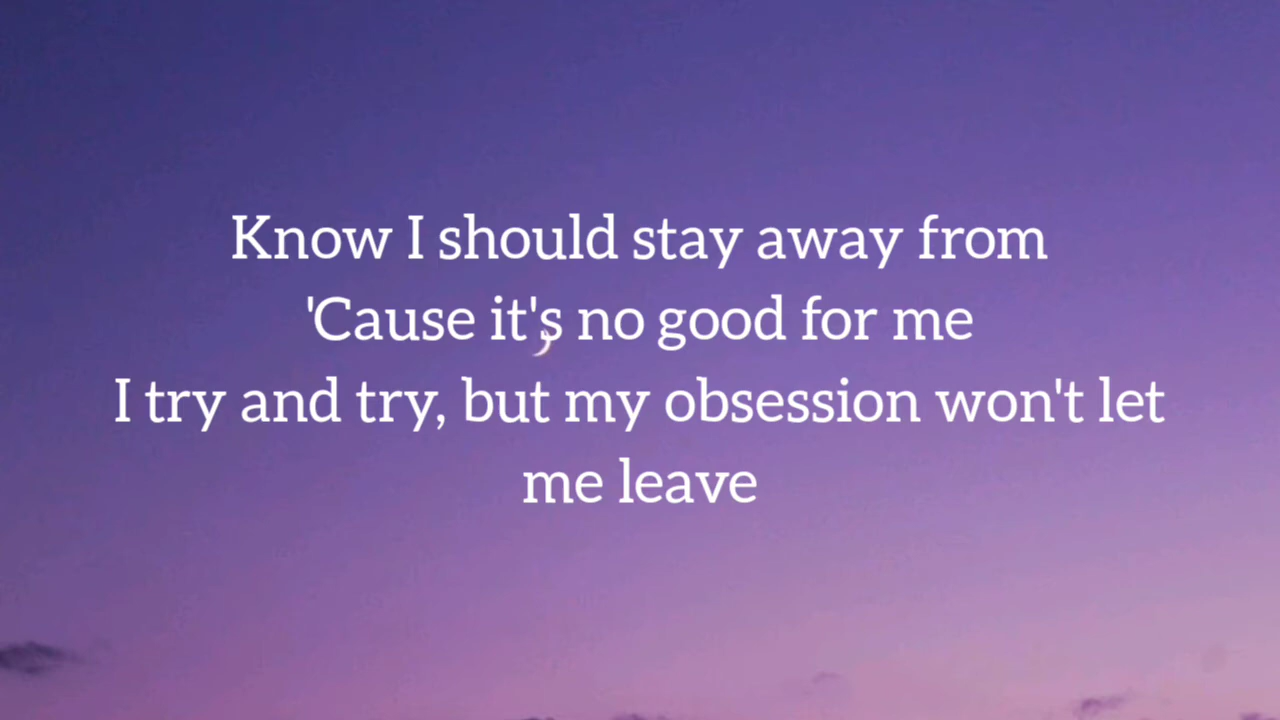 Know I should stay away from
'Cause it's no good for me
I try and try, but my obsession won't let
me leave